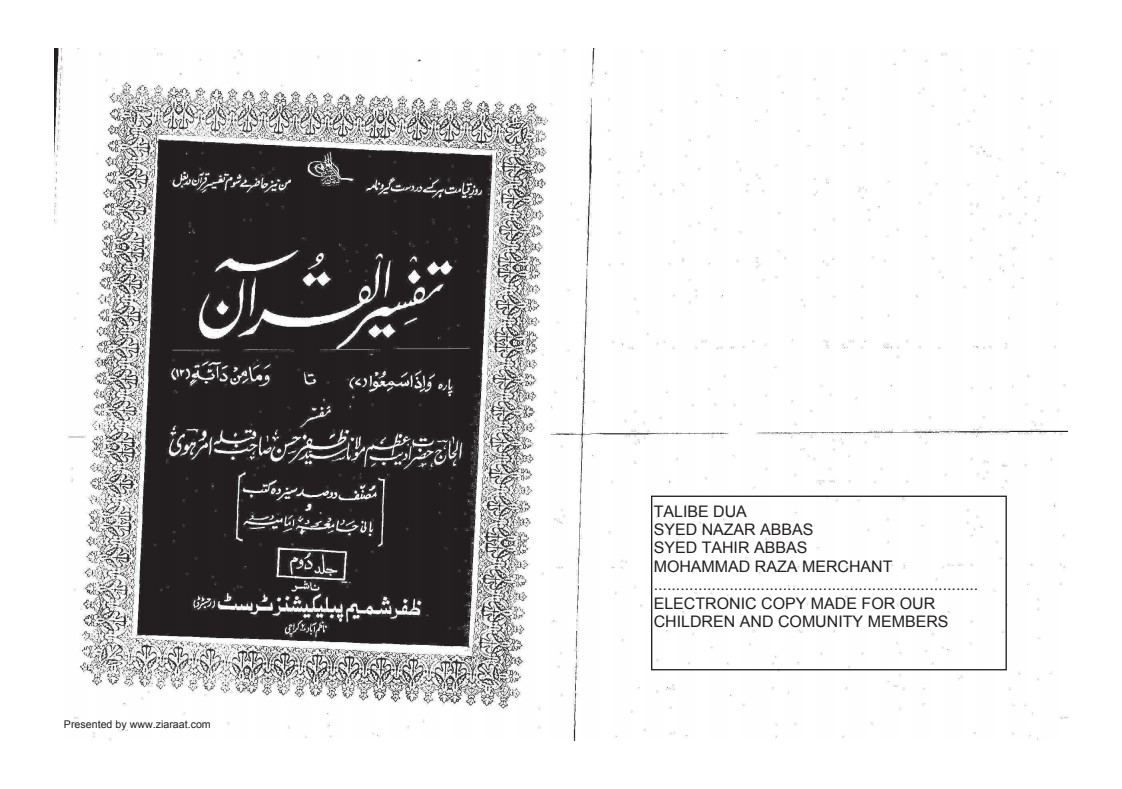 روز قیامت ہر کسے در دست گیرد نامہ
من نیز حاضر مے شوم تفسیر قرآن در بغل
تفسیر القرآن
پارہ وَاِذَا سَمِعُوْا (۷) تا وَمَا مِنْ دَآبَّةٍ (۱۲)
مفسر
الحاج حضرت ادیب اعظم مولانا سید ظفر حسن صاحب قبلہ امروہوی
مصنف دو صد سیزدہ کتب
و
بانی جامعہ امامیہ
جلد دوم
ناشر
ظفر شمیم پبلیکیشنز ٹرسٹ (رجسٹرڈ)
ناظم آباد کراچی
TALIBE DUA
SYED NAZAR ABBAS
SYED TAHIR ABBAS
MOHAMMAD RAZA MERCHANT
ELECTRONIC COPY MADE FOR OUR
CHILDREN AND COMUNITY MEMBERS
Presented by www.ziaraat.com